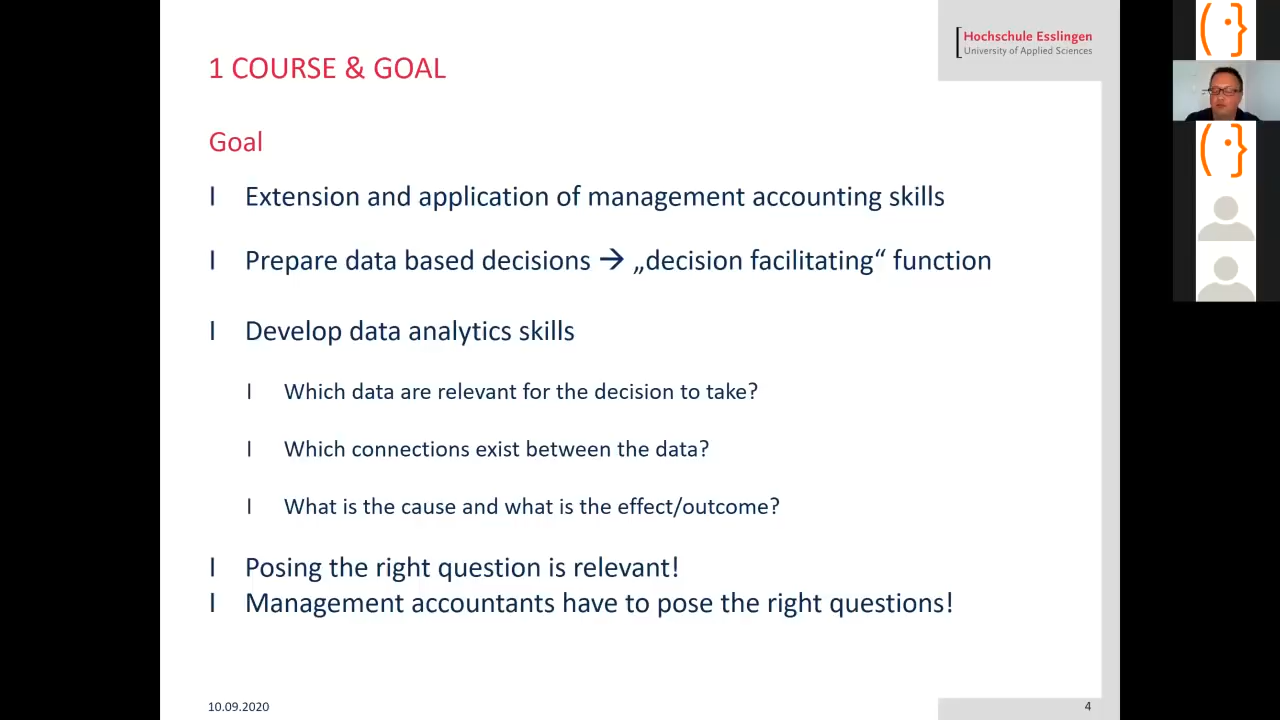 Hochschule Esslingen
University of Applied Sciences
1 COURSE & GOAL
Goal
I Extension and application of management accounting skills
I Prepare data based decisions → „decision facilitating“ function
I Develop data analytics skills
I Which data are relevant for the decision to take?
I Which connections exist between the data?
I What is the cause and what is the effect/outcome?
I Posing the right question is relevant!
I Management accountants have to pose the right questions!
10.09.2020
4